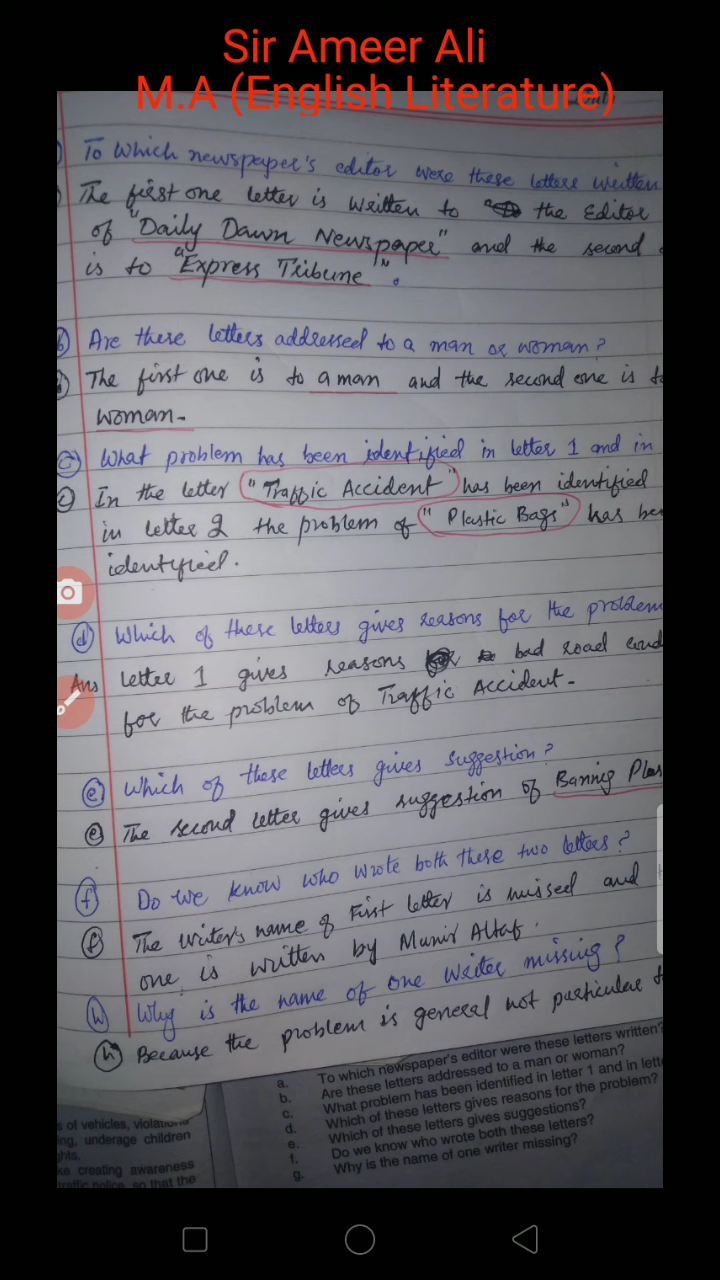 Sir Ameer Ali
M.A (English Literature)
To Which newspaper's editor were these letters written
The first one letter is written to the Editor
of "Daily Dawn Newspaper" and the second
is to "Express Tribune".
b) Are these letters addressed to a man or woman?
The first one is to a man and the second one is to
woman.
c) What problem has been identified in letter 1 and in
c) In the letter "Traffic Accident" has been identified
in letter 2 the problem of "Plastic Bags" has be
identified.
d) Which of these letters gives reasons for the problem
Ans letter 1 gives reasons bad road cond
for the problem of Traffic Accident.
e) Which of these letters gives suggestion?
e) The second letter gives suggestion of Bannig Plas
f) Do we know who wrote both these two letters?
f) The writer's name of First letter is missed and
one is written by Munir Altaf.
h) Why is the name of one writer missing?
h) Because the problem is general not particular
a. To which newspaper's editor were these letters written?
b. Are these letters addressed to a man or woman?
c. What problem has been identified in letter 1 and in lette
d. Which of these letters gives reasons for the problem?
e. Which of these letters gives suggestions?
f. Do we know who wrote both these letters?
g. Why is the name of one writer missing?
s of vehicles, violations
ing, underage children
ghts.
ke creating awareness
traffic police, so that the